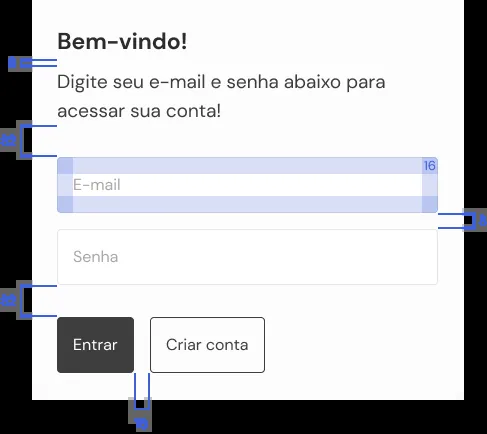 Bem-vindo!
Digite seu e-mail e senha abaixo para
acessar sua conta!
16
E-mail
Senha
Entrar
Criar conta